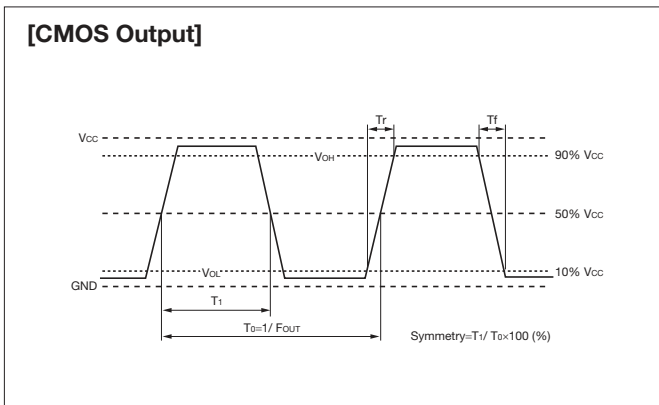 [CMOS Output]
Tr
Tf
VCC
VOH
90% VCC
50% VCC
VOL
10% VCC
GND
T1
T0=1/ FOUT
Symmetry=T1/ T0×100 (%)